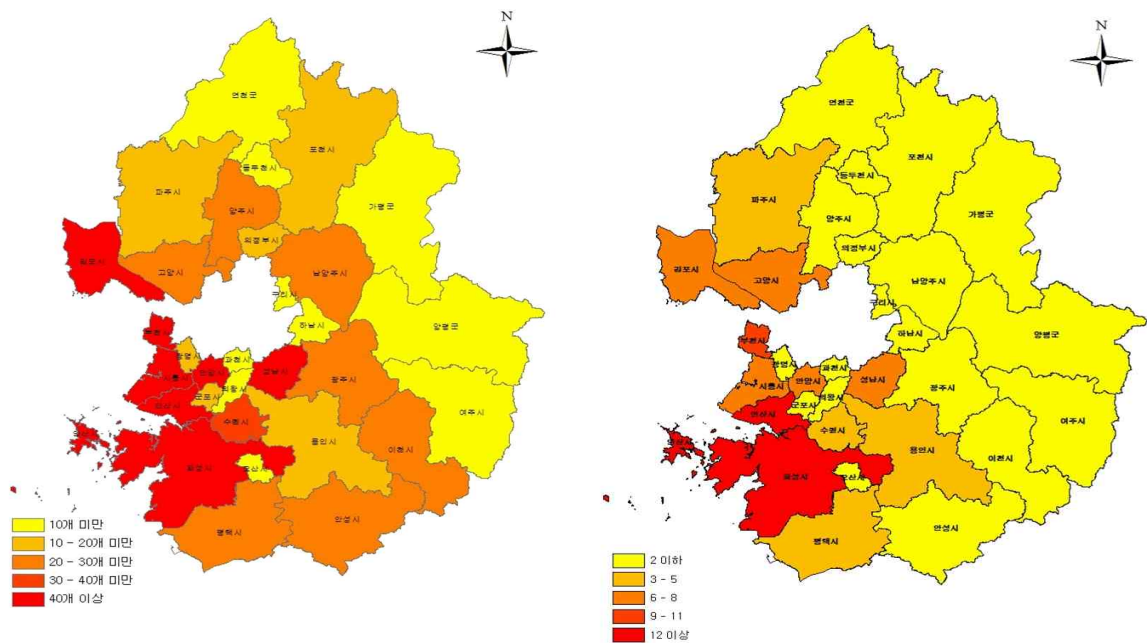 N
연천군
포천시
동두천시
파주시
양주시
가평군
의정부시
고양시
남양주시
구리시
하남시
양평군
과천시
의왕시
군포시
광주시
수원시
여주시
용인시
이천시
오산시
안성시
평택시
10개 미만
10 - 20개 미만
20 - 30개 미만
30 - 40개 미만
40개 이상
N
연천군
포천시
동두천시
파주시
가평군
양주시
의정부시
김포시
고양시
남양주시
구리시
하남시
양평군
부천시
광명시
과천시
시흥시
안양시
성남시
광주시
의왕시
안산시
군포시
수원시
여주시
용인시
이천시
안산시
화성시
오산시
안성시
평택시
2 이하
3 - 5
6 - 8
9 - 11
12 이상